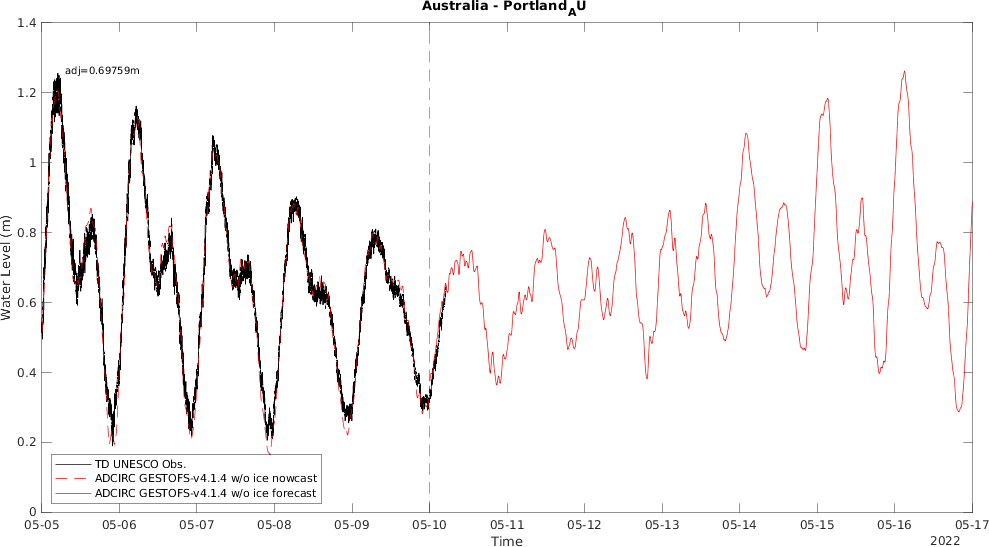 Australia - Portland_AU
adj=0.69759m
Water Level (m)
1.4
1.2
1
0.8
0.6
0.4
0.2
0
TD UNESCO Obs.
ADCIRC GESTOFS-v4.1.4 w/o ice nowcast
ADCIRC GESTOFS-v4.1.4 w/o ice forecast
05-05 05-06 05-07 05-08 05-09 05-10 05-11 05-12 05-13 05-14 05-15 05-16 05-17
Time
2022